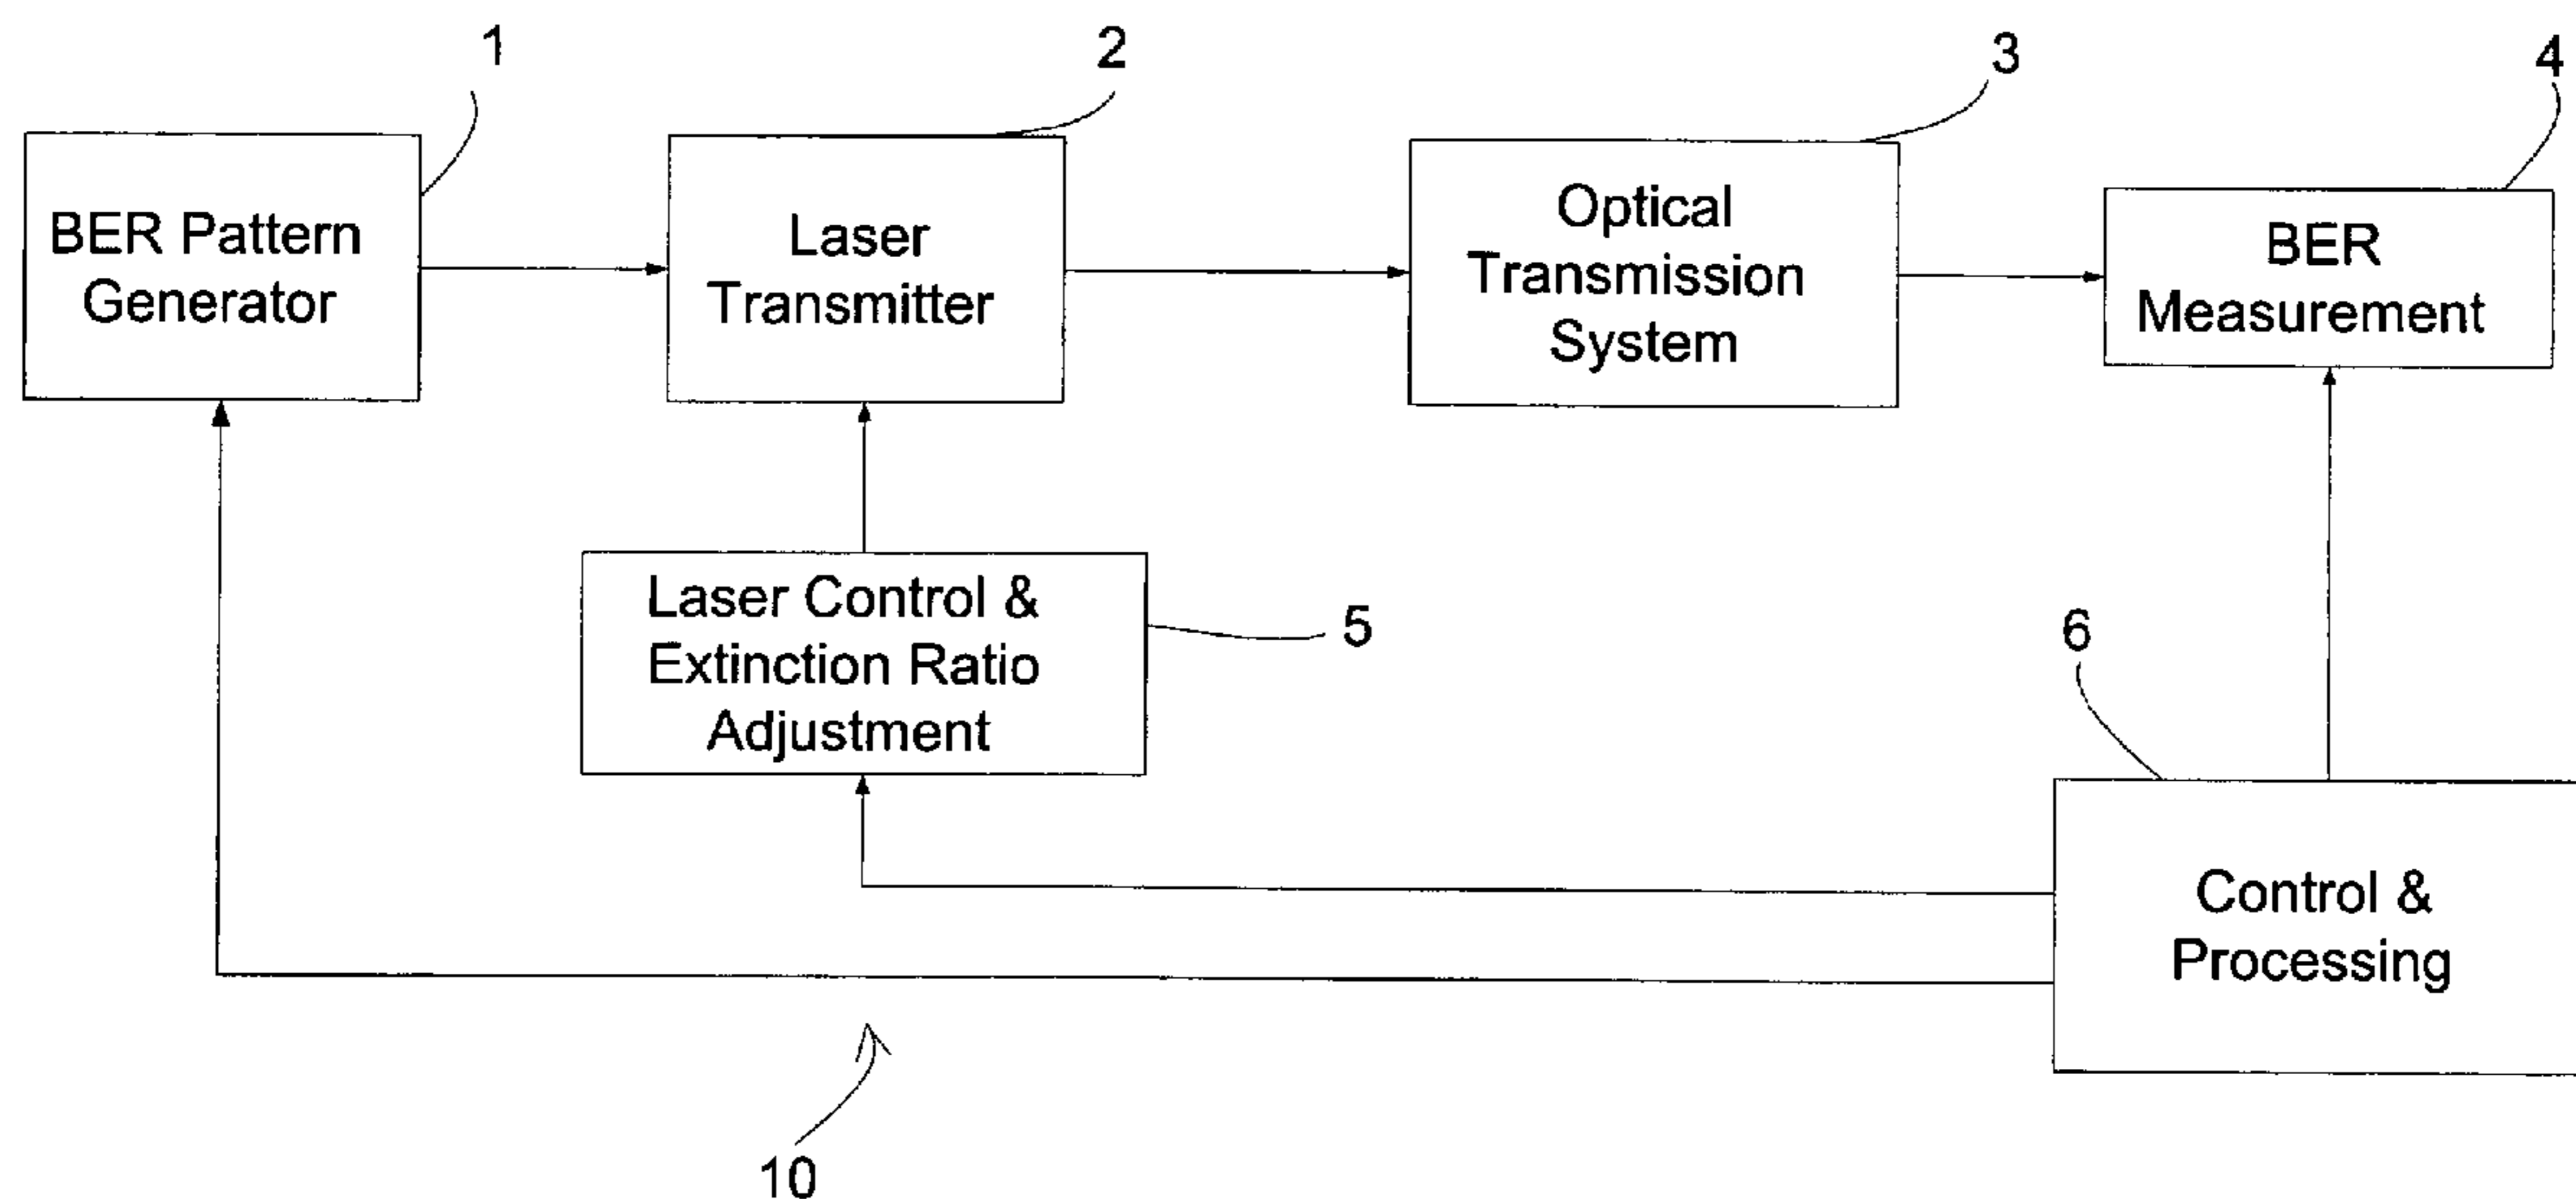 1
2
3
4
BER Pattern
Generator
Laser
Transmitter
Optical
Transmission
System
BER
Measurement
Laser Control &
Extinction Ratio
Adjustment
5
6
Control &
Processing
10